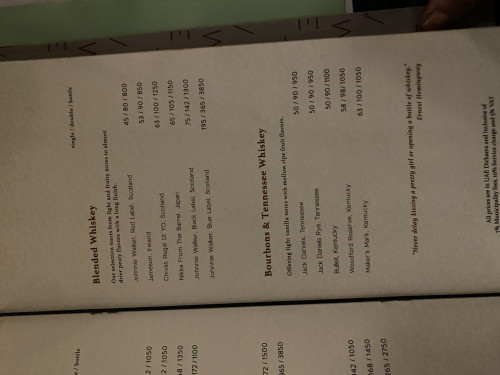 single / double / bottle
Blended Whiskey
Our selection stars from light and fruity notes to almost
sheer peaty flavors with a long finish.
Johnnie Walker, Red Label, Scotland 45 / 80 / 800
Jameson, Ireland 53 / 90 / 850
Chivas Regal 12 YO, Scotland 63 / 100 / 1250
Nikka From The Barrel, Japan 65 / 105 / 1150
Johnnie Walker, Black Label, Scotland 75 / 142 / 1300
Johnnie Walker, Blue Label, Scotland 195 / 365 / 3850
Bourbons & Tennessee Whiskey
Offering light vanilla notes with mellow ripe fruit flavors.
Jack Daniels, Tennessee 50 / 90 / 950
Jack Daniels Rye, Tennessee 50 / 90 / 950
Bulleit, Kentucky 50 / 90 / 1100
Woodford Reserve, Kentucky 58 / 98 / 1050
Maker's Mark, Kentucky 63 / 100 / 1050
"Never delay kissing a pretty girl or opening a bottle of whiskey."
Ernest Hemingway
All prices are in UAE Dirhams and inclusive of
7% Municipality fees, 10% Service charge and 5% VAT
/ bottle
/ 1050
/ 1050
/ 1350
172 / 1100
172 / 1500
365 / 3850
142 / 1050
168 / 1450
265 / 2750